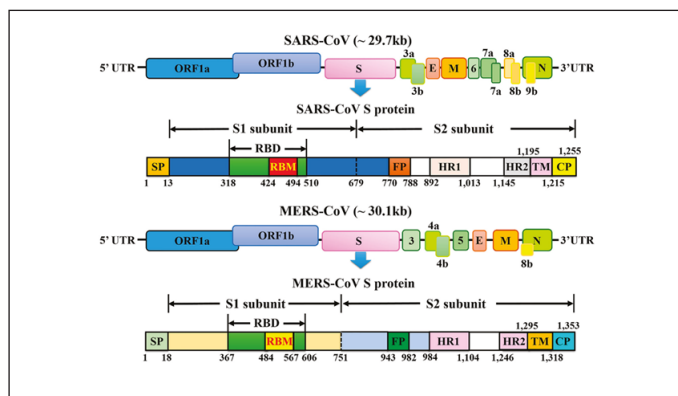 SARS-CoV (~ 29.7kb)
3a 7a 8a
5' UTR ORF1a ORF1b S E M 6 N 3'UTR
3b 7a 8b 9b
SARS-CoV S protein
S1 subunit S2 subunit
RBD 1,195 1,255
SP RBM FP HR1 HR2 TM CP
1 13 318 424 494 510 679 770 788 892 1,013 1,145 1,215
MERS-CoV (~ 30.1kb)
4a
5' UTR ORF1a ORF1b S 3 5 E M N 3'UTR
4b 8b
MERS-CoV S protein
S1 subunit S2 subunit
RBD 1,295 1,353
SP RBM FP HR1 HR2 TM CP
1 18 367 484 567 606 751 943 982 984 1,104 1,246 1,318